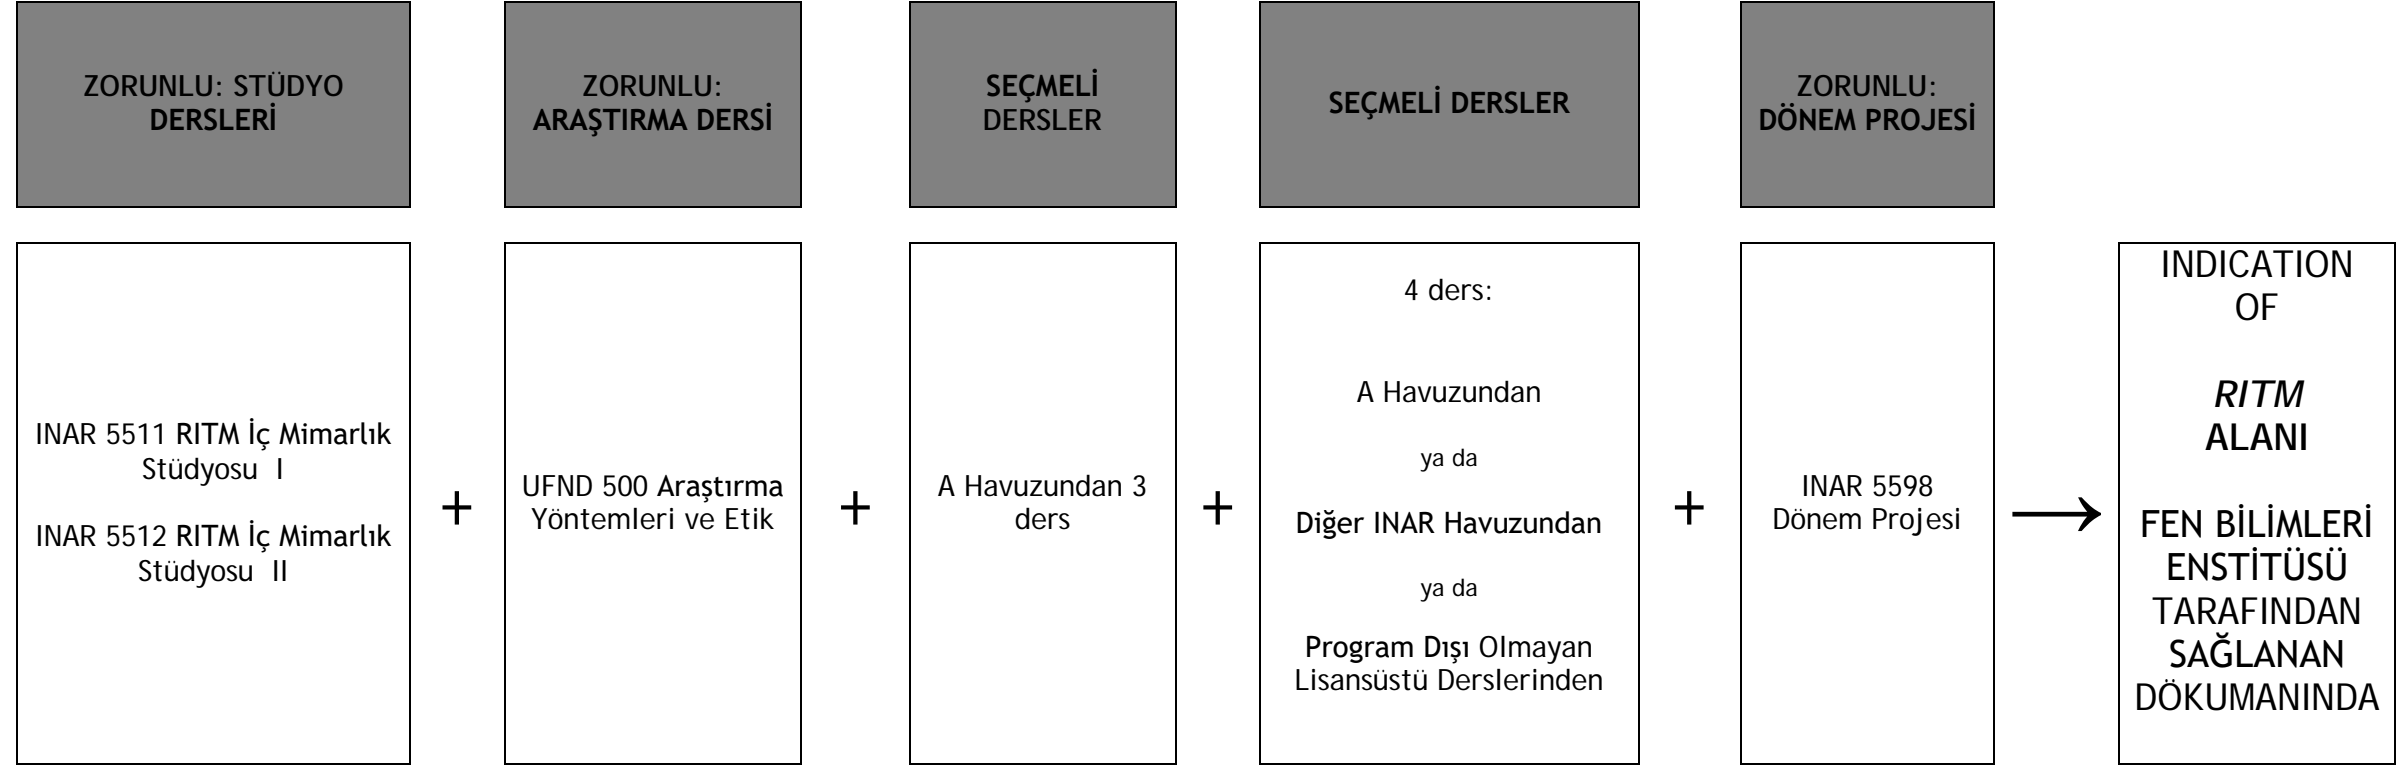 ZORUNLU: STÜDYO
DERSLERİ
ZORUNLU:
ARAŞTIRMA DERSİ
SEÇMELİ
DERSLER
SEÇMELİ DERSLER
ZORUNLU:
DÖNEM PROJESİ
INAR 5511 RITM İç Mimarlık
Stüdyosu I
INAR 5512 RITM İç Mimarlık
Stüdyosu II
+
UFND 500 Araştırma
Yöntemleri ve Etik
+
A Havuzundan 3
ders
+
4 ders:
A Havuzundan
ya da
Diğer INAR Havuzundan
ya da
Program Dışı Olmayan
Lisansüstü Derslerinden
+
INAR 5598
Dönem Projesi
→
INDICATION
OF
RITM
ALANI
FEN BİLİMLERİ
ENSTİTÜSÜ
TARAFINDAN
SAĞLANAN
DÖKUMANINDA